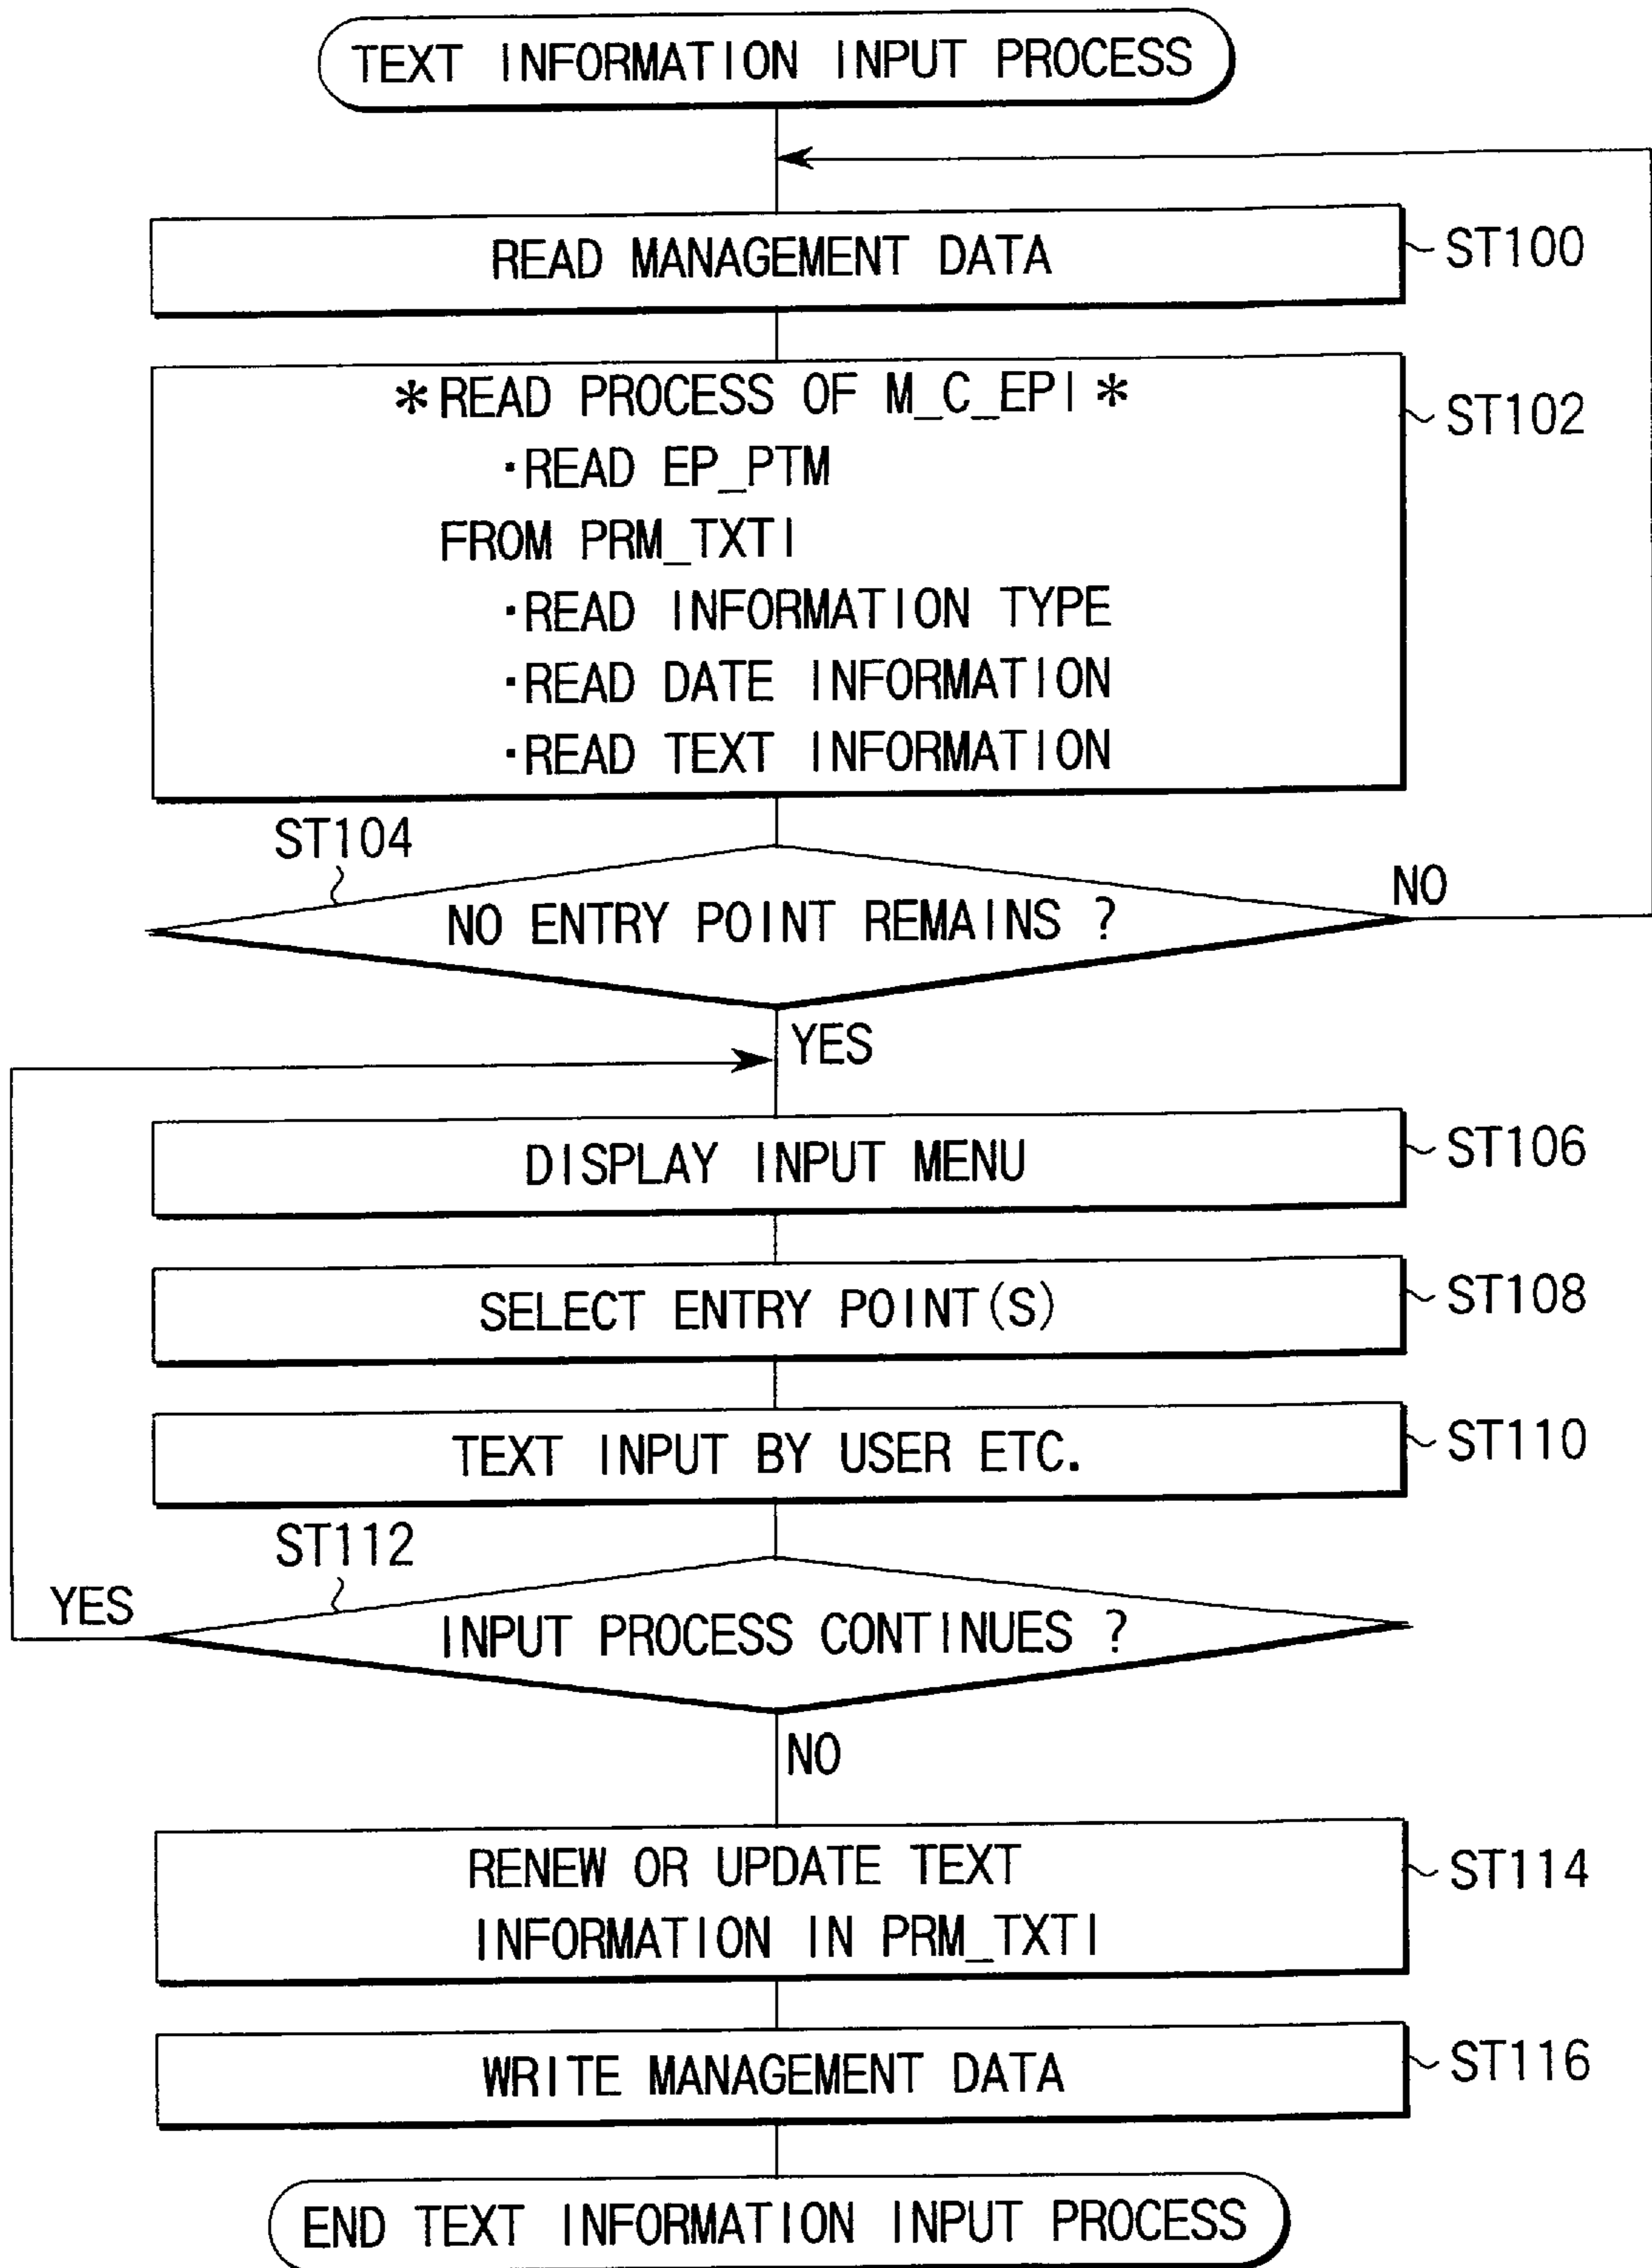 TEXT INFORMATION INPUT PROCESS
READ MANAGEMENT DATA
ST100
*READ PROCESS OF M_C_EPI*
ST102
·READ EP_PTM
FROM PRM_TXTI
·READ INFORMATION TYPE
·READ DATE INFORMATION
·READ TEXT INFORMATION
ST104
NO ENTRY POINT REMAINS ?
NO
YES
DISPLAY INPUT MENU
ST106
SELECT ENTRY POINT(S)
ST108
TEXT INPUT BY USER ETC.
ST110
ST112
YES
INPUT PROCESS CONTINUES ?
NO
RENEW OR UPDATE TEXT
INFORMATION IN PRM_TXTI
ST114
WRITE MANAGEMENT DATA
ST116
END TEXT INFORMATION INPUT PROCESS